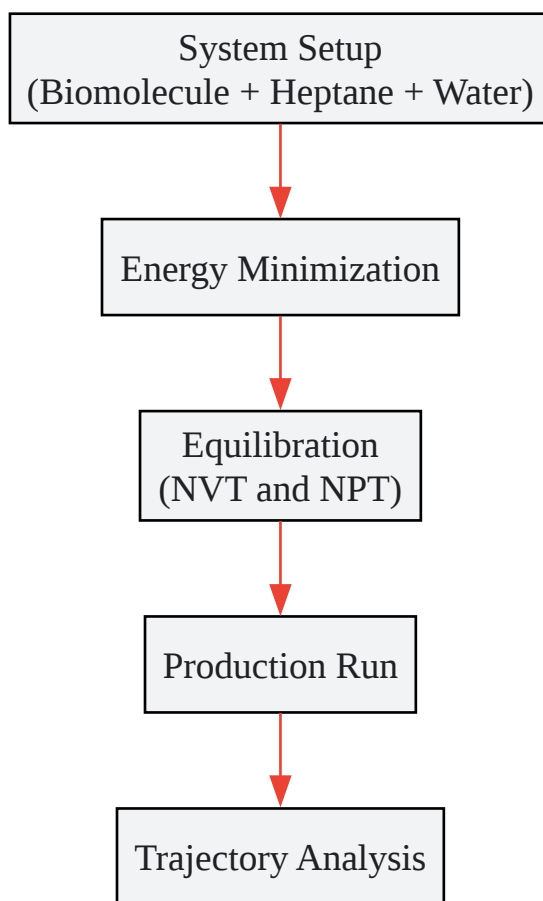 System Setup
(Biomolecule + Heptane + Water)
Energy Minimization
Equilibration
(NVT and NPT)
Production Run
Trajectory Analysis